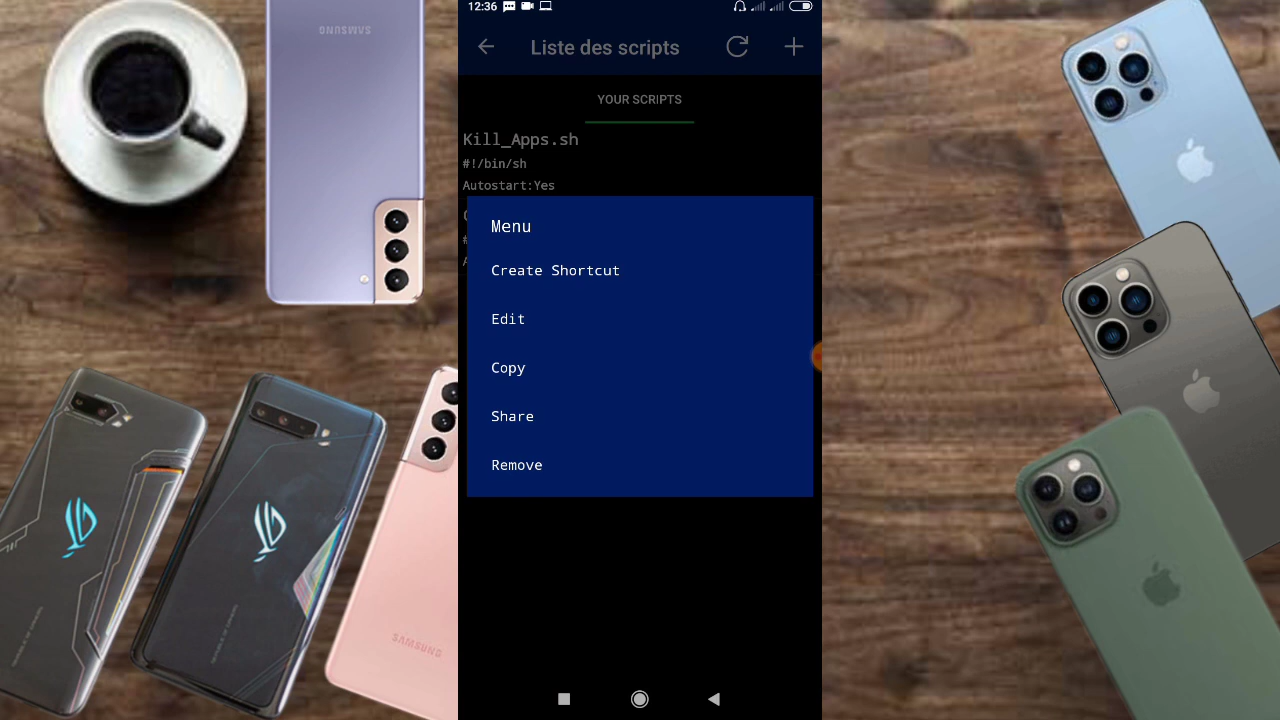 12:36
Liste des scripts
YOUR SCRIPTS
Kill_Apps.sh
#!/bin/sh
Autostart:Yes
Menu
Create Shortcut
Edit
Copy
Share
Remove
SAMSUNG
SAMSUNG